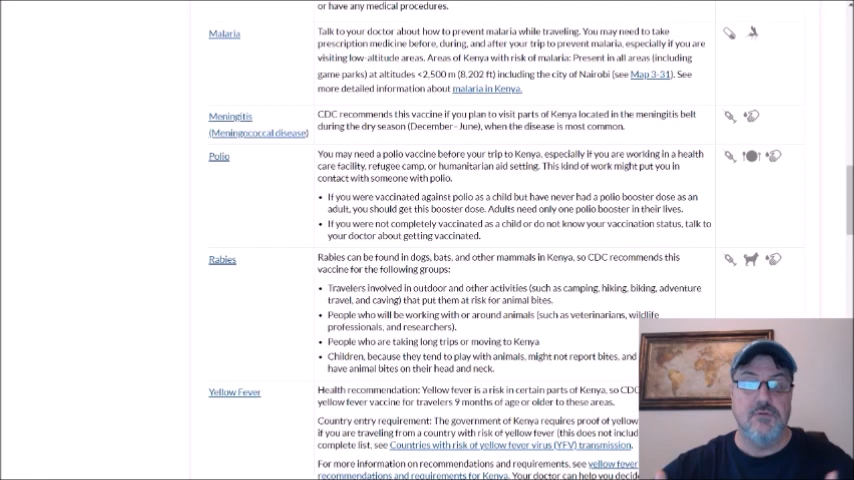 or have any medical procedures.
Malaria
Talk to your doctor about how to prevent malaria while traveling. You may need to take
prescription medicine before, during, and after your trip to prevent malaria, especially if you are
visiting low-altitude areas. Areas of Kenya with risk of malaria: Present in all areas (including
game parks) at altitudes <2,500 m (8,202 ft) including the city of Nairobi (see Map 3-31). See
more detailed information about malaria in Kenya.
Meningitis
(Meningococcal disease)
CDC recommends this vaccine if you plan to visit parts of Kenya located in the meningitis belt
during the dry season (December–June), when the disease is most common.
Polio
You may need a polio vaccine before your trip to Kenya, especially if you are working in a health
care facility, refugee camp, or humanitarian aid setting. This kind of work might put you in
contact with someone with polio.
• If you were vaccinated against polio as a child but have never had a polio booster dose as an
adult, you should get this booster dose. Adults need only one polio booster in their lives.
• If you were not completely vaccinated as a child or do not know your vaccination status, talk to
your doctor about getting vaccinated.
Rabies
Rabies can be found in dogs, bats, and other mammals in Kenya, so CDC recommends this
vaccine for the following groups:
• Travelers involved in outdoor and other activities (such as camping, hiking, biking, adventure
travel, and caving) that put them at risk for animal bites.
• People who will be working with or around animals (such as veterinarians, wildlife
professionals, and researchers).
• People who are taking long trips or moving to Kenya
• Children, because they tend to play with animals, might not report bites, and
have animal bites on their head and neck.
Yellow Fever
Health recommendation: Yellow fever is a risk in certain parts of Kenya, so CDC
yellow fever vaccine for travelers 9 months of age or older to these areas.
Country entry requirement: The government of Kenya requires proof of yellow
if you are traveling from a country with risk of yellow fever (this does not includ
complete list, see Countries with risk of yellow fever virus (YFV) transmission.
For more information on recommendations and requirements, see yellow fever
recommendations and requirements for Kenya. Your doctor can help you decide